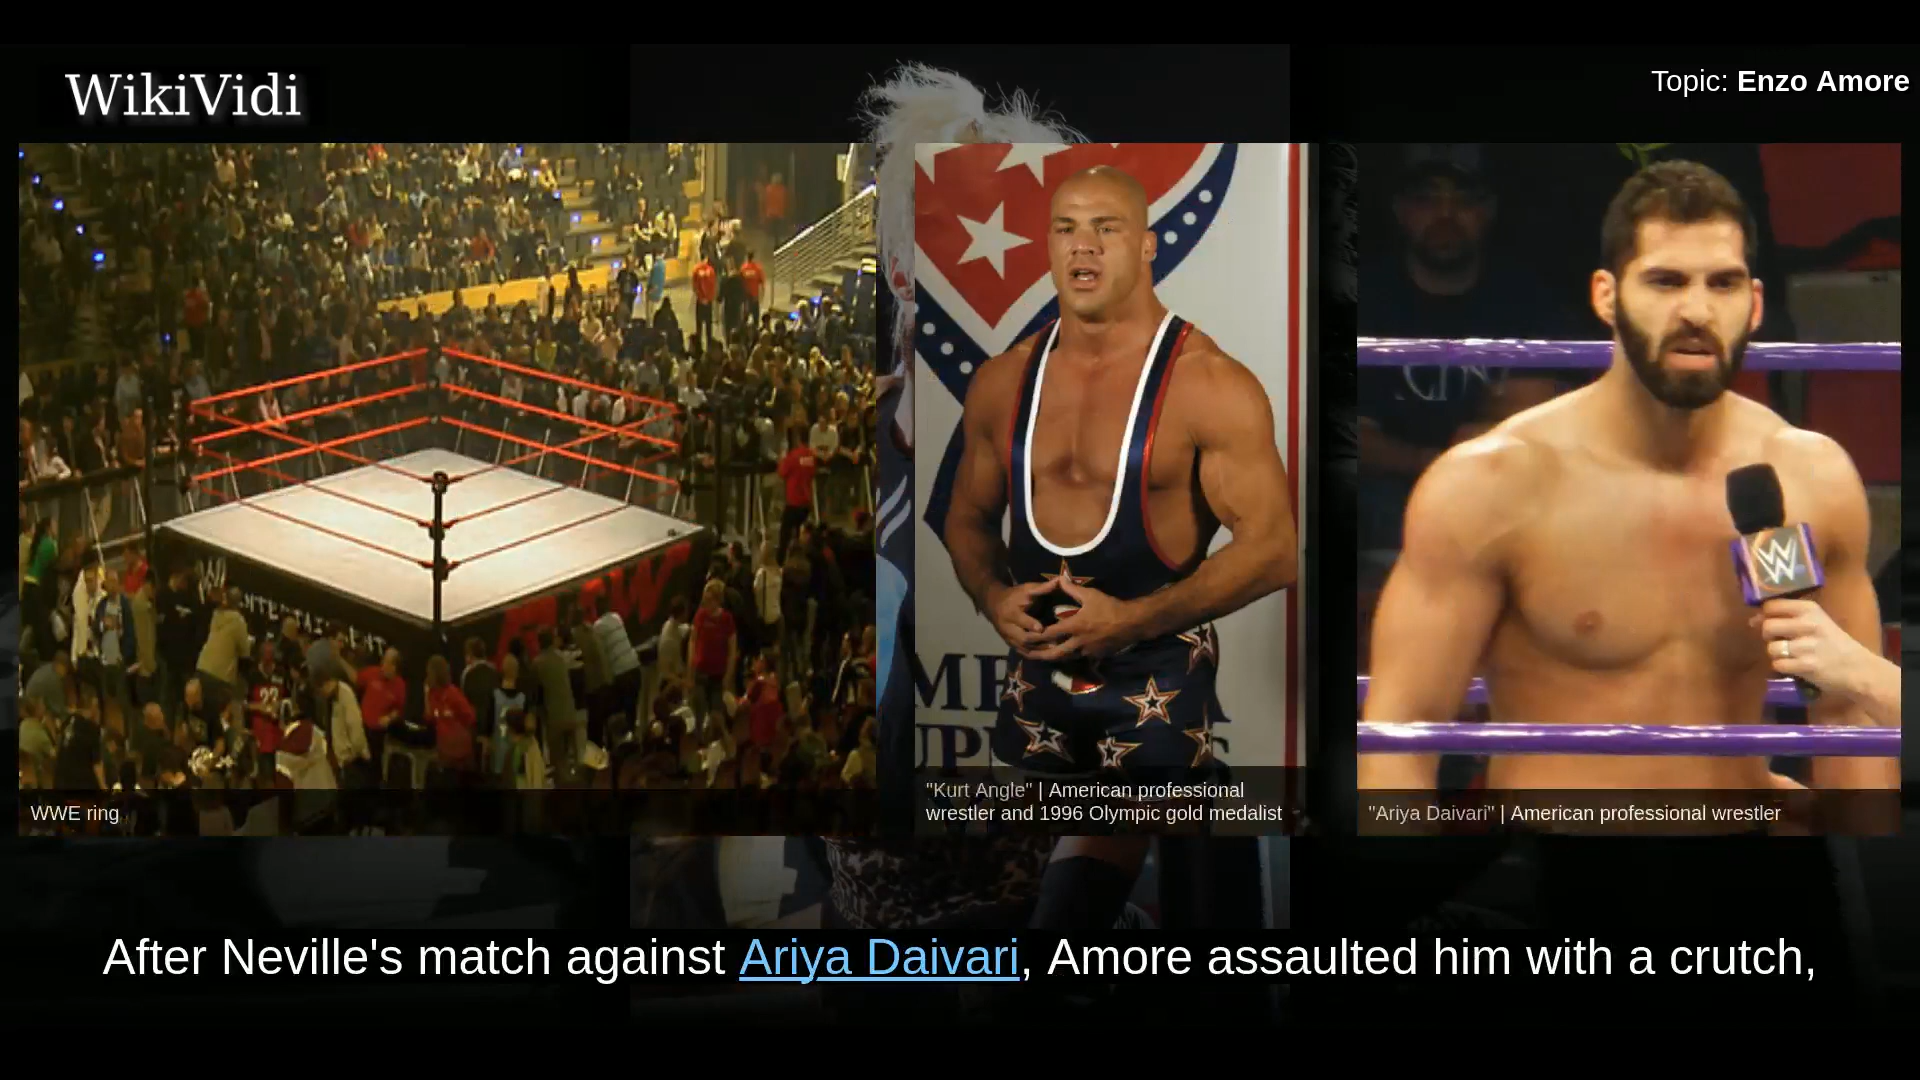 WikiVidi
Topic: Enzo Amore
W
WWE ring
"Kurt Angle" | American professional
wrestler and 1996 Olympic gold medalist
"Ariya Daivari" | American professional wrestler
After Neville's match against Ariya Daivari, Amore assaulted him with a crutch,